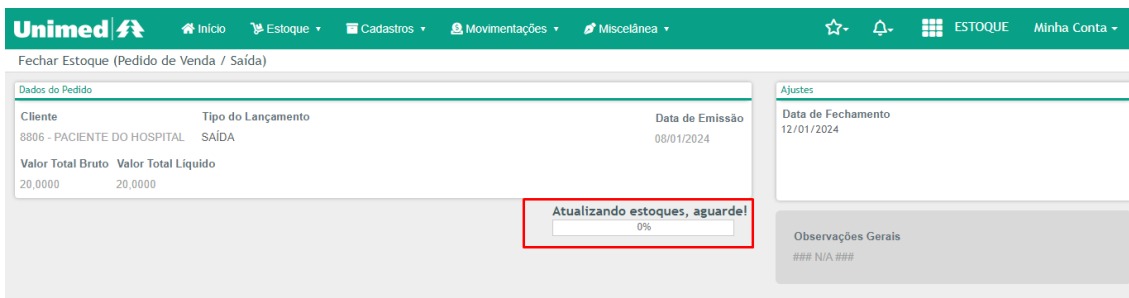 Unimed Início Estoque Cadastros Movimentações Miscelânea ESTOQUE Minha Conta
Fechar Estoque (Pedido de Venda / Saída)
Dados do Pedido
Cliente Tipo do Lançamento Data de Emissão
8806 - PACIENTE DO HOSPITAL SAÍDA 08/01/2024
Valor Total Bruto Valor Total Líquido
20,0000 20,0000
Atualizando estoques, aguarde!
0%
Ajustes
Data de Fechamento
12/01/2024
Observações Gerais
### N/A ###